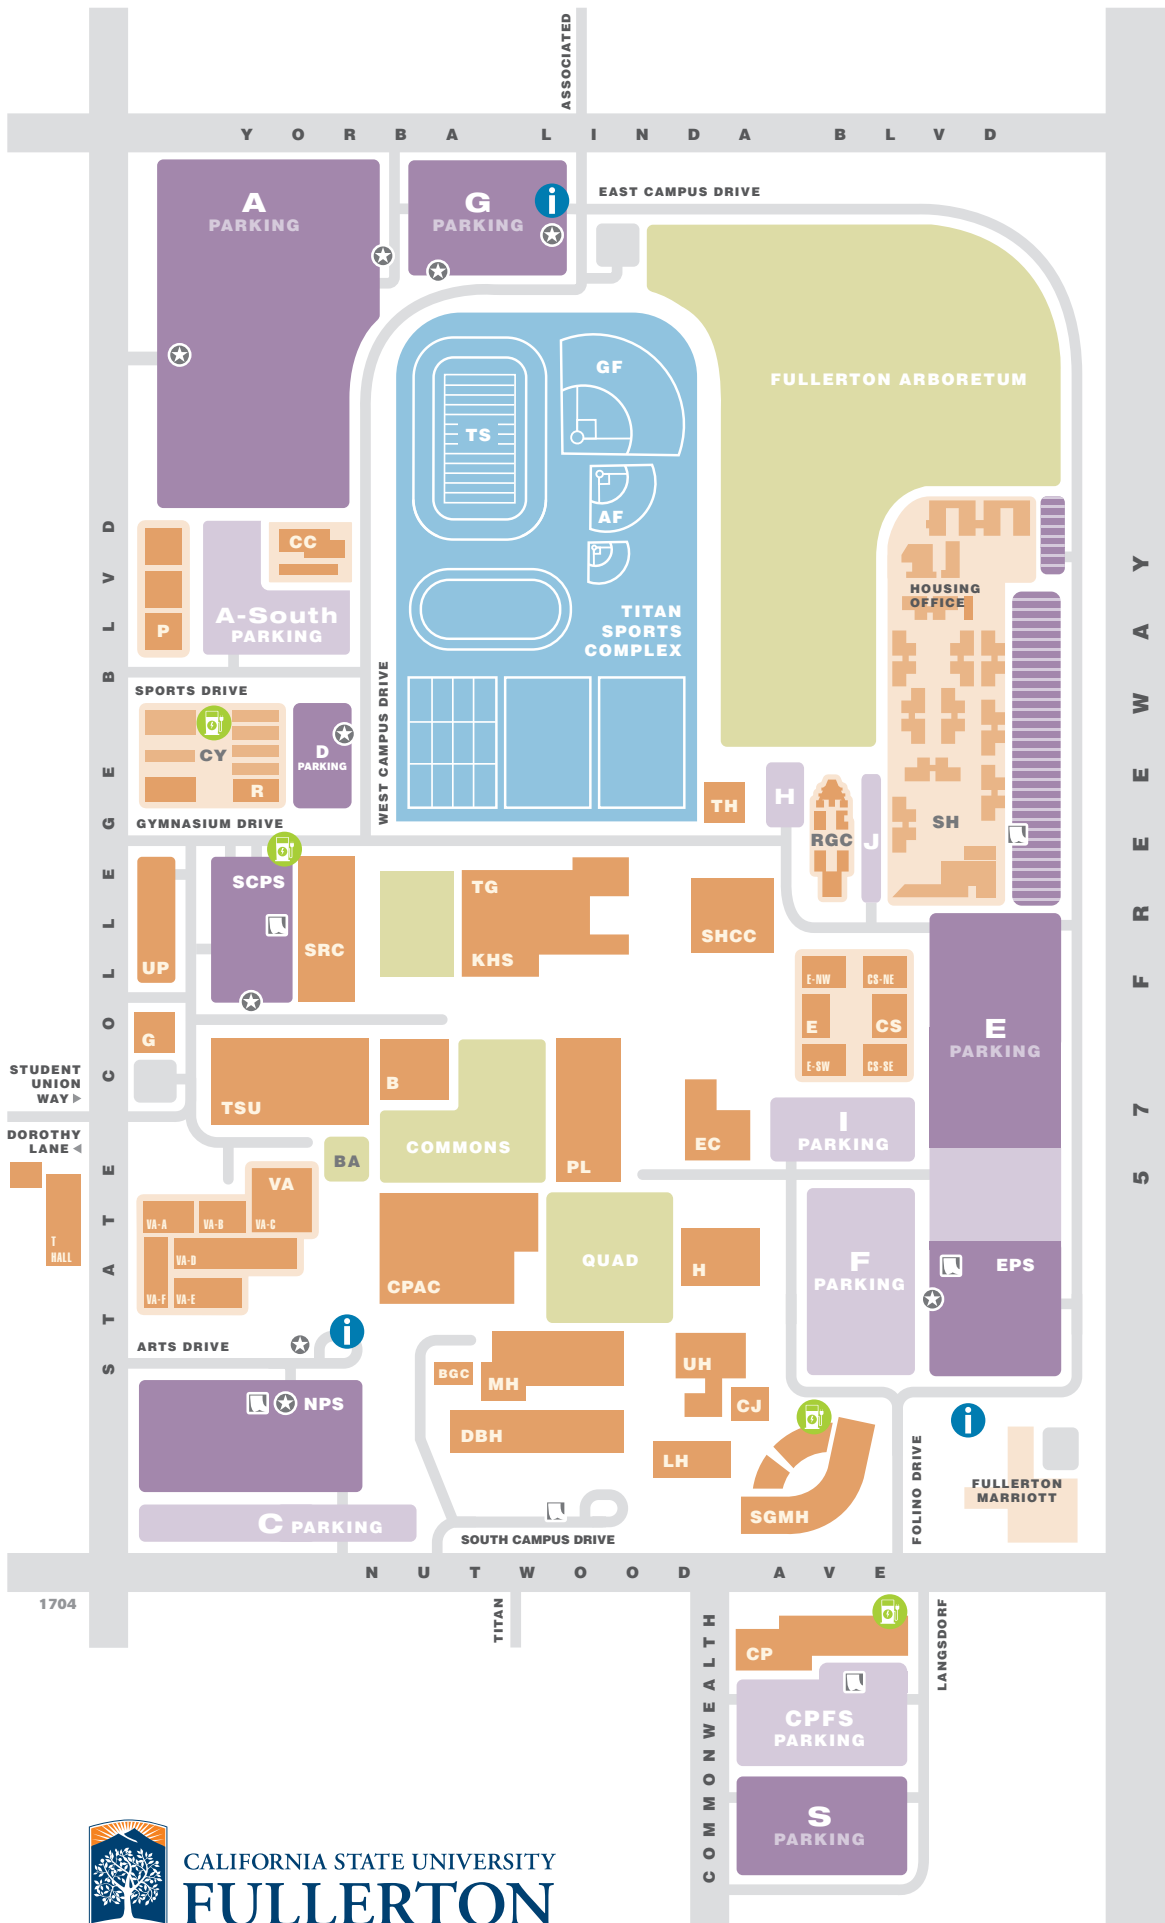 ASSOCIATED
YORBA LINDA BLVD
EAST CAMPUS DRIVE
A
PARKING
G
PARKING
i
FULLERTON ARBORETUM
GF
TS
AF
TITAN
SPORTS
COMPLEX
CC
P
A-South
PARKING
HOUSING
OFFICE
SPORTS DRIVE
WEST CAMPUS DRIVE
CY
R
D
PARKING
GYMNASIUM DRIVE
TH
H
RGC
J
SH
STATE COLLEGE BLVD
57 FREEWAY
SCPS
UP
SRC
TG
KHS
SHCC
E-NW
CS-NE
E
CS
E-SW
CS-SE
E
PARKING
G
STUDENT
UNION
WAY
DOROTHY
LANE
T
HALL
TSU
B
COMMONS
BA
PL
EC
I
PARKING
VA
VA-A
VA-B
VA-C
VA-D
VA-F
VA-E
CPAC
QUAD
H
F
PARKING
EPS
ARTS DRIVE
i
NPS
BGC
MH
DBH
UH
CJ
LH
SGMH
i
FOLINO DRIVE
FULLERTON
MARRIOTT
C PARKING
SOUTH CAMPUS DRIVE
NUTWOOD AVE
1704
TITAN
COMMONWEALTH
LANGSDORF
CP
CPFS
PARKING
S
PARKING
CALIFORNIA STATE UNIVERSITY
FULLERTON